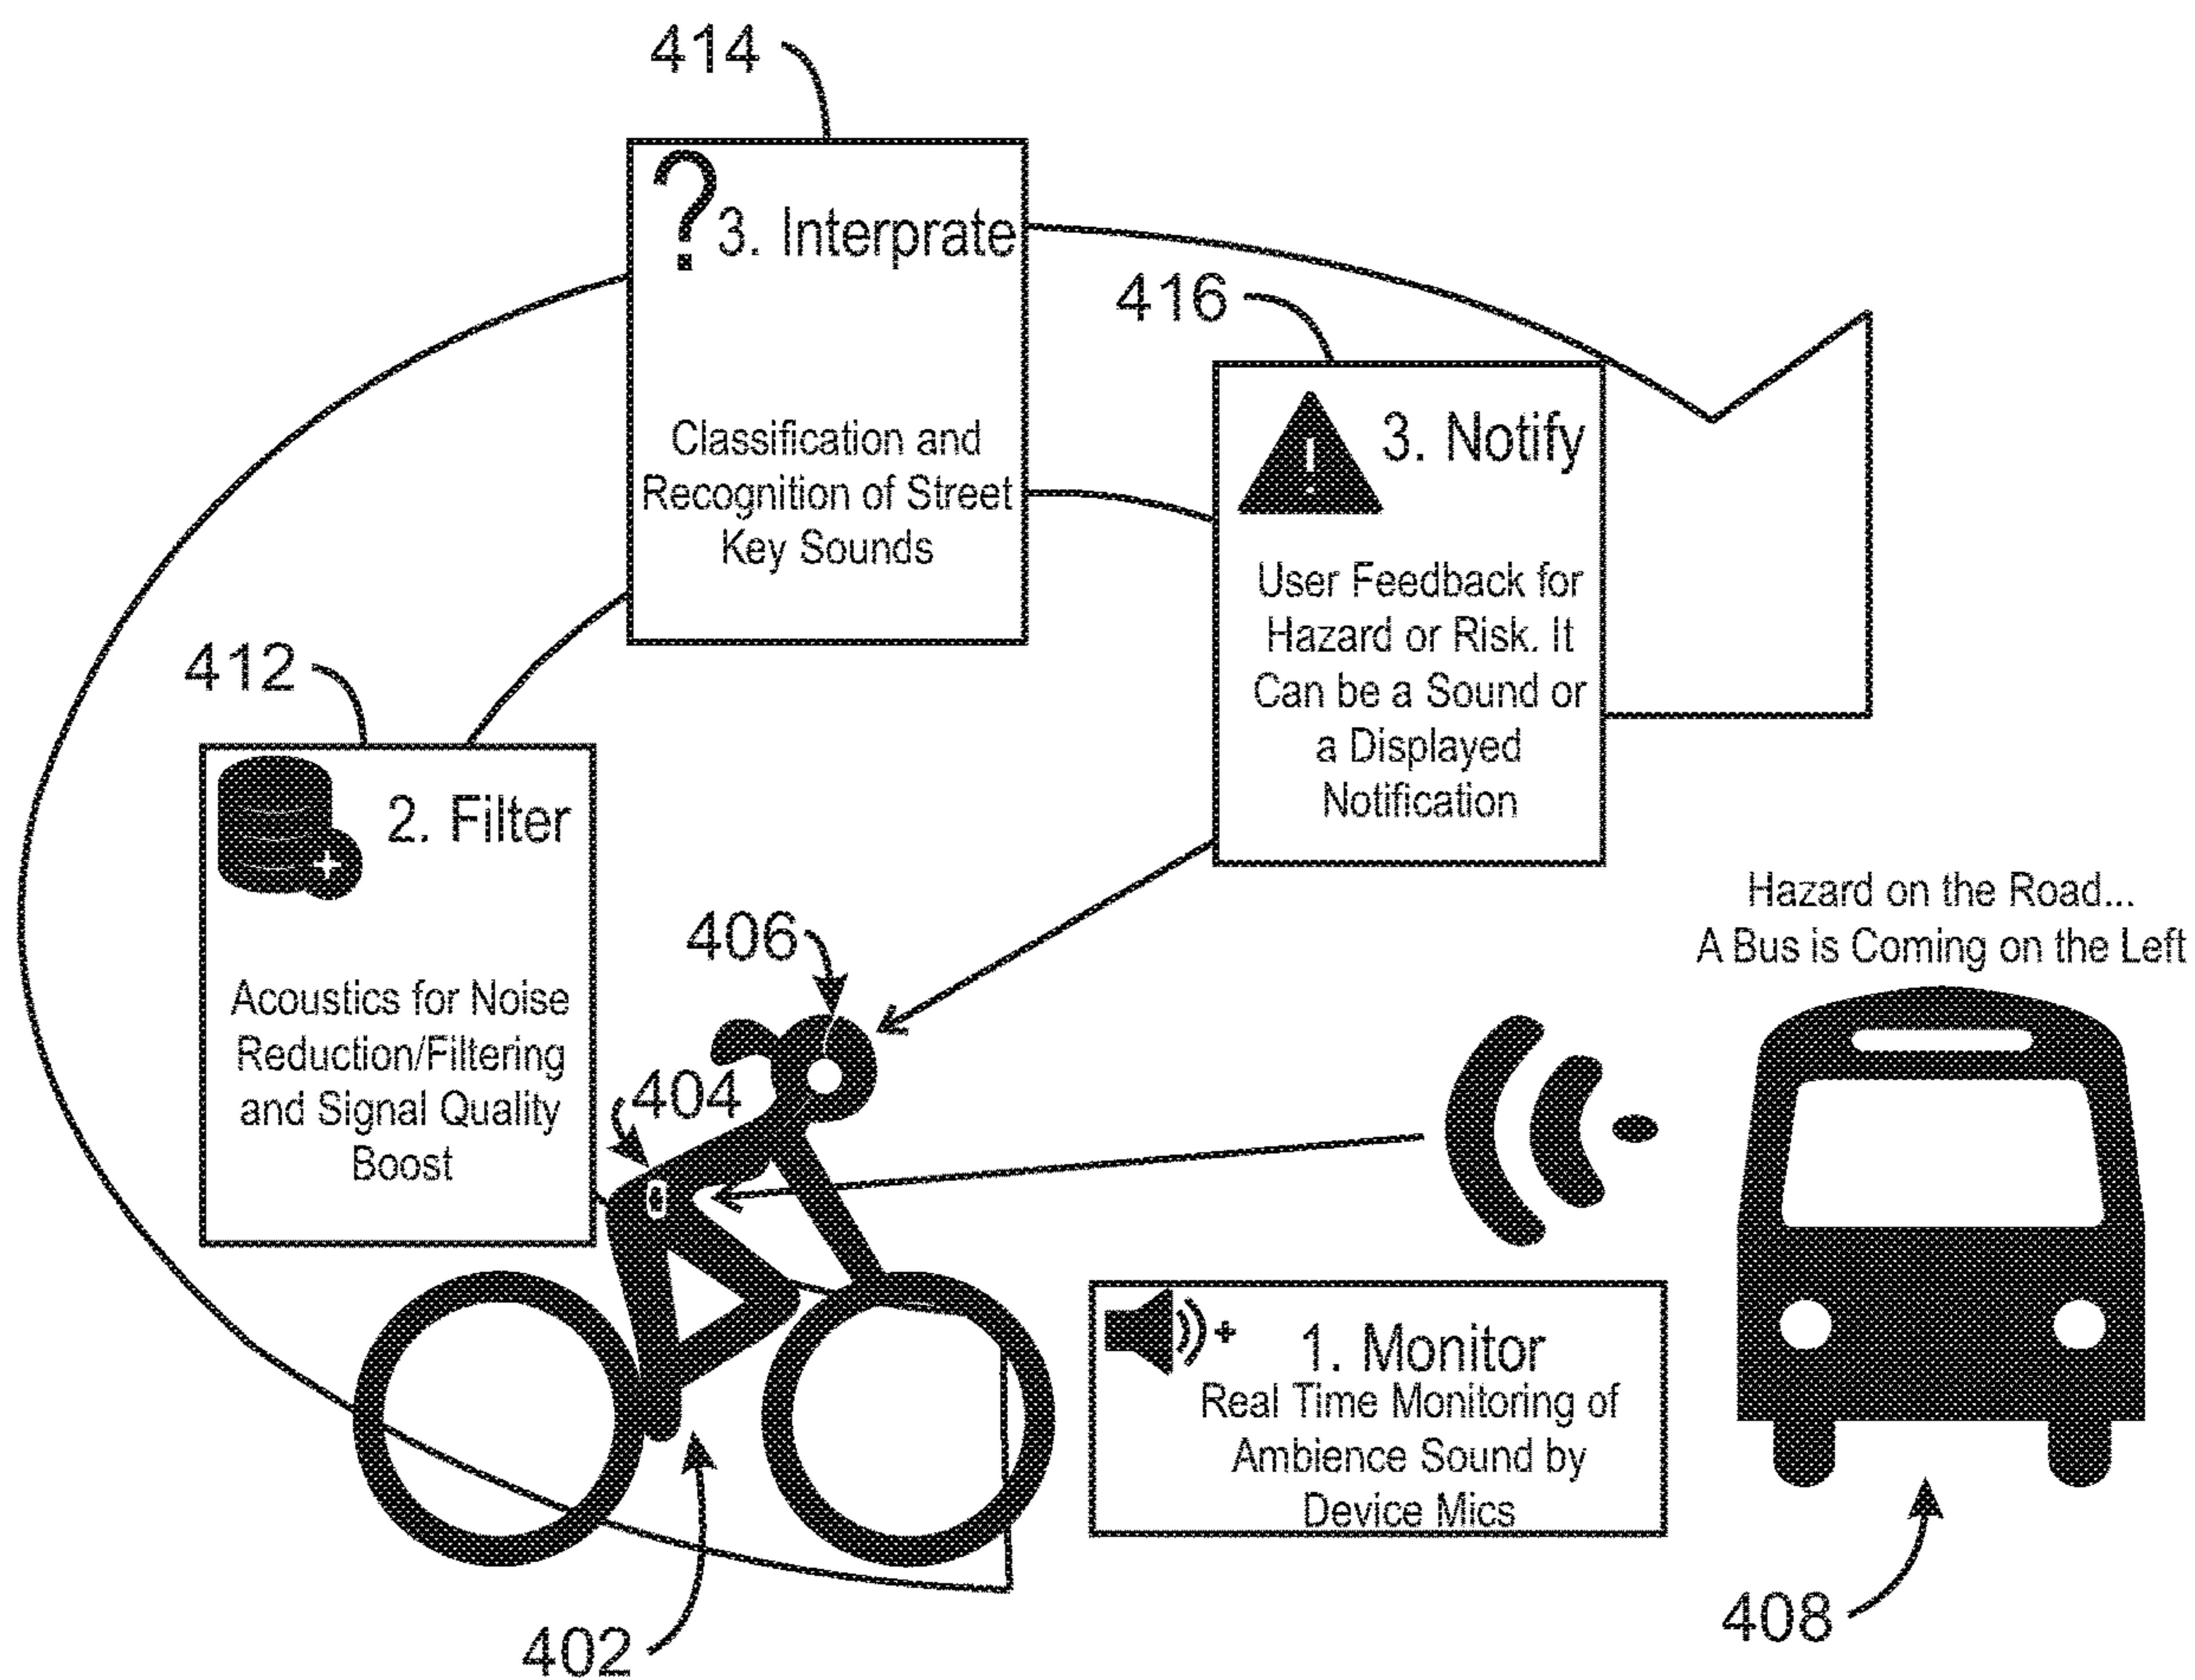 414
?
3. Interprate
Classification and
Recognition of Street
Key Sounds
416
!
3. Notify
User Feedback for
Hazard or Risk. It
Can be a Sound or
a Displayed
Notification
412
2. Filter
Acoustics for Noise
Reduction/Filtering
and Signal Quality
Boost
406
404
Hazard on the Road...
A Bus is Coming on the Left
1. Monitor
Real Time Monitoring of
Ambience Sound by
Device Mics
402
408